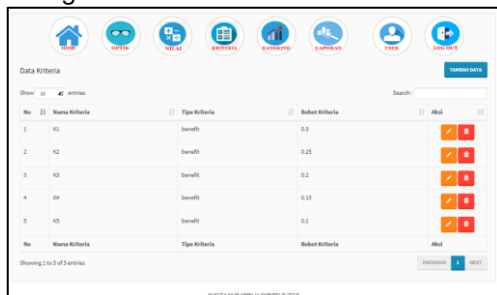 HOME OPTIK NILAI KRITERIA RANGKING LAPORAN USER LOG OUT
Data Kriteria TAMBAH DATA
Show 10 entries Search:
No Nama Kriteria Tipe Kriteria Bobot Kriteria Aksi
1 K1 benefit 0.3
2 K2 benefit 0.25
3 K3 benefit 0.2
4 K4 benefit 0.15
5 K5 benefit 0.1
No Nama Kriteria Tipe Kriteria Bobot Kriteria Aksi
Showing 1 to 5 of 5 entries PREVIOUS 1 NEXT